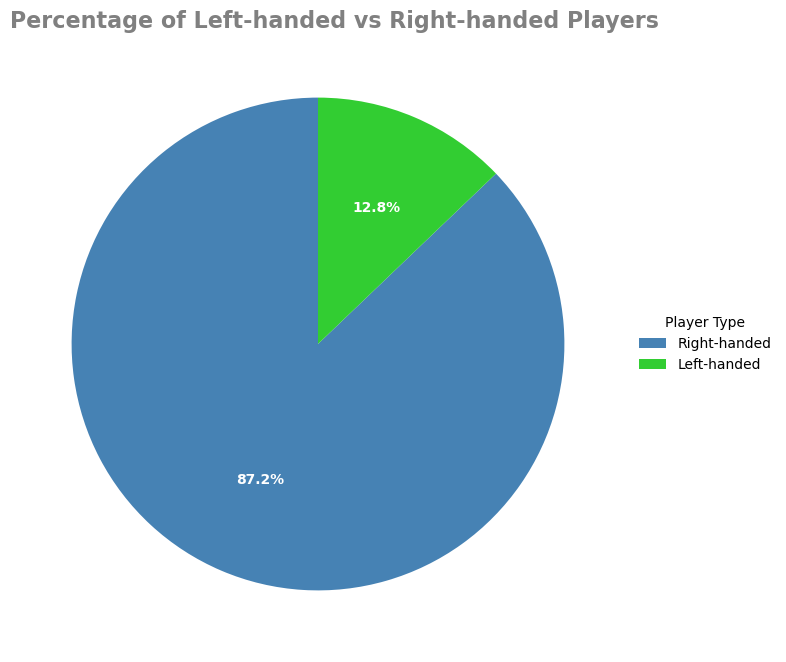 Percentage of Left-handed vs Right-handed Players
12.8%
87.2%
Player Type
Right-handed
Left-handed